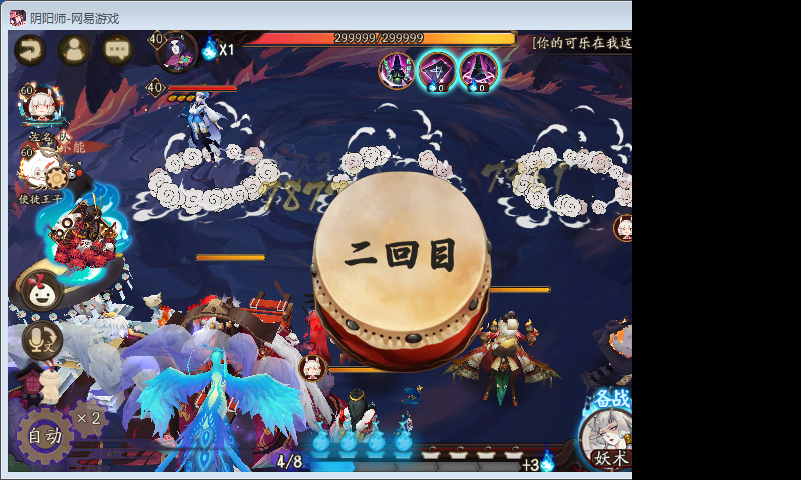 阴阳师-网易游戏
40
X1
299999/299999
[你的可乐在我这
0
0
40
60
60
使徒王子
二回目
×2
自动
4/8
+3
备战
妖术